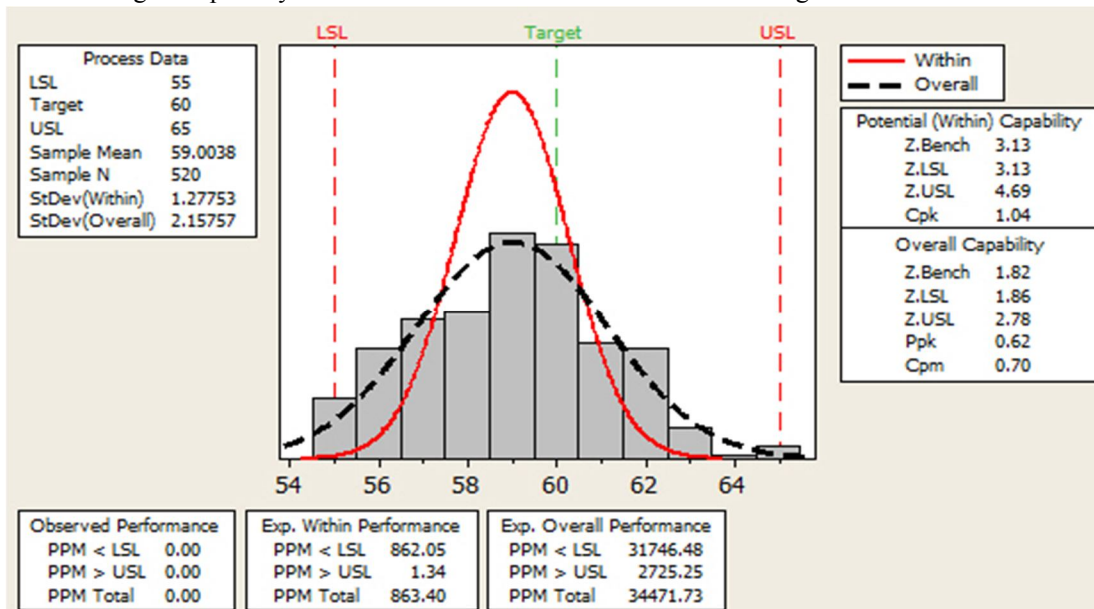 LSL Target USL
Process Data
LSL 55
Target 60
USL 65
Sample Mean 59.0038
Sample N 520
StDev(Within) 1.27753
StDev(Overall) 2.15757
Within
Overall
Potential (Within) Capability
Z.Bench 3.13
Z.LSL 3.13
Z.USL 4.69
Cpk 1.04
Overall Capability
Z.Bench 1.82
Z.LSL 1.86
Z.USL 2.78
Ppk 0.62
Cpm 0.70
54 56 58 60 62 64
Observed Performance
PPM < LSL 0.00
PPM > USL 0.00
PPM Total 0.00
Exp. Within Performance
PPM < LSL 862.05
PPM > USL 1.34
PPM Total 863.40
Exp. Overall Performance
PPM < LSL 31746.48
PPM > USL 2725.25
PPM Total 34471.73